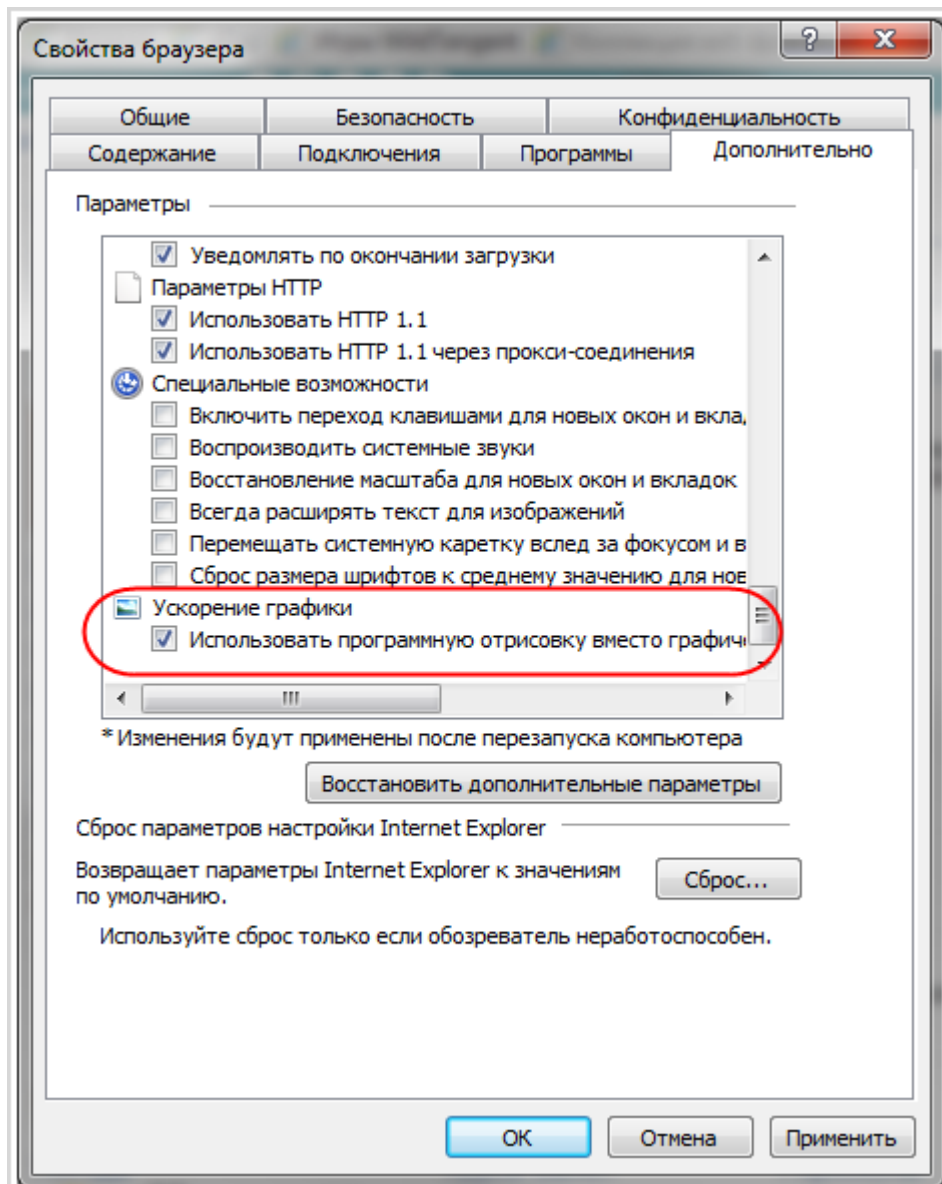 Свойства браузера
Общие Безопасность Конфиденциальность
Содержание Подключения Программы Дополнительно
Параметры
Уведомлять по окончании загрузки
Параметры HTTP
Использовать HTTP 1.1
Использовать HTTP 1.1 через прокси-соединения
Специальные возможности
Включить переход клавишами для новых окон и вкла
Воспроизводить системные звуки
Восстановление масштаба для новых окон и вкладок
Всегда расширять текст для изображений
Перемещать системную каретку вслед за фокусом и в
Сброс размера шрифтов к среднему значению для нов
Ускорение графики
Использовать программную отрисовку вместо графиче
*Изменения будут применены после перезапуска компьютера
Восстановить дополнительные параметры
Сброс параметров настройки Internet Explorer
Возвращает параметры Internet Explorer к значениям
по умолчанию.
Сброс...
Используйте сброс только если обозреватель неработоспособен.
ОК Отмена Применить